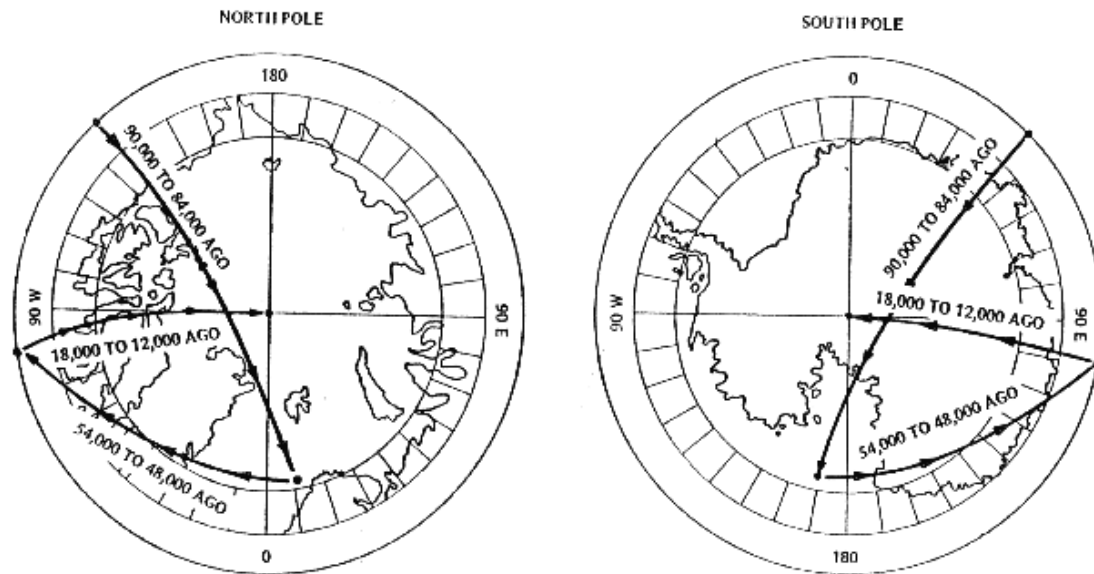 NORTH POLE
180
90,000 TO 84,000 AGO
90 W
90 E
18,000 TO 12,000 AGO
54,000 TO 48,000 AGO
0
SOUTH POLE
0
90,000 TO 84,000 AGO
90 W
18,000 TO 12,000 AGO
90 E
54,000 TO 48,000 AGO
180